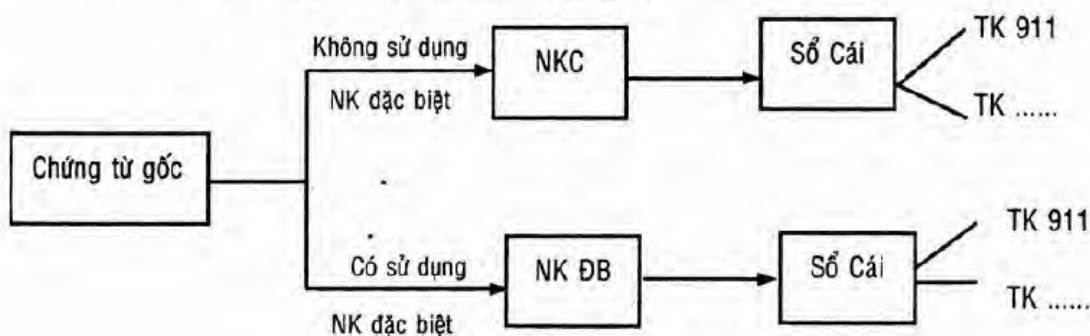 Không sử dụng
NK đặc biệt
NKC
Sổ Cái
TK 911
TK ......
Chứng từ gốc
Có sử dụng
NK đặc biệt
NK ĐB
Sổ Cái
TK 911
TK ......